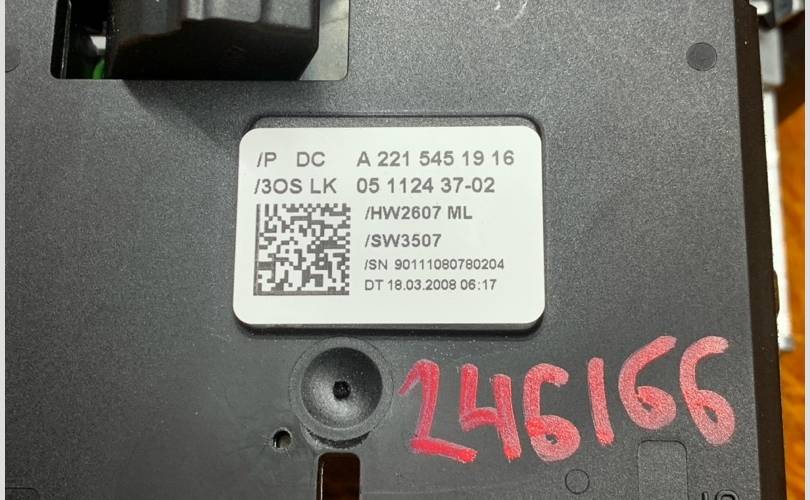 /P DC A 221 545 19 16
/3OS LK 05 1124 37-02
/HW2607 ML
/SW3507
/SN 90111080780204
DT 18.03.2008 06:17
246166